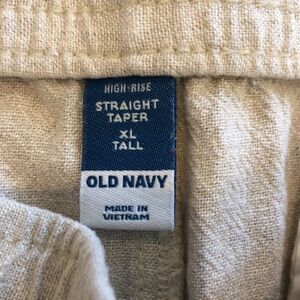 HIGH-RISE
STRAIGHT
TAPER
XL
TALL
OLD NAVY
MADE IN
VIETNAM